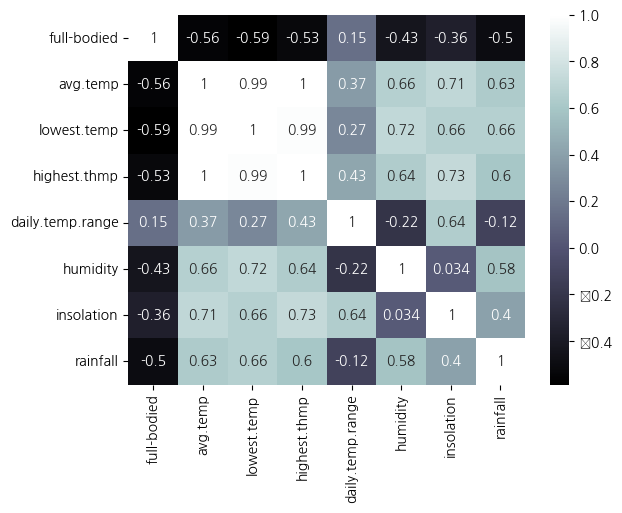 full-bodied 1 -0.56 -0.59 -0.53 0.15 -0.43 -0.36 -0.5
avg.temp -0.56 1 0.99 1 0.37 0.66 0.71 0.63
lowest.temp -0.59 0.99 1 0.99 0.27 0.72 0.66 0.66
highest.thmp -0.53 1 0.99 1 0.43 0.64 0.73 0.6
daily.temp.range 0.15 0.37 0.27 0.43 1 -0.22 0.64 -0.12
humidity -0.43 0.66 0.72 0.64 -0.22 1 0.034 0.58
insolation -0.36 0.71 0.66 0.73 0.64 0.034 1 0.4
rainfall -0.5 0.63 0.66 0.6 -0.12 0.58 0.4 1
full-bodied
avg.temp
lowest.temp
highest.thmp
daily.temp.range
humidity
insolation
rainfall
1.0
0.8
0.6
0.4
0.2
0.0
□0.2
□0.4